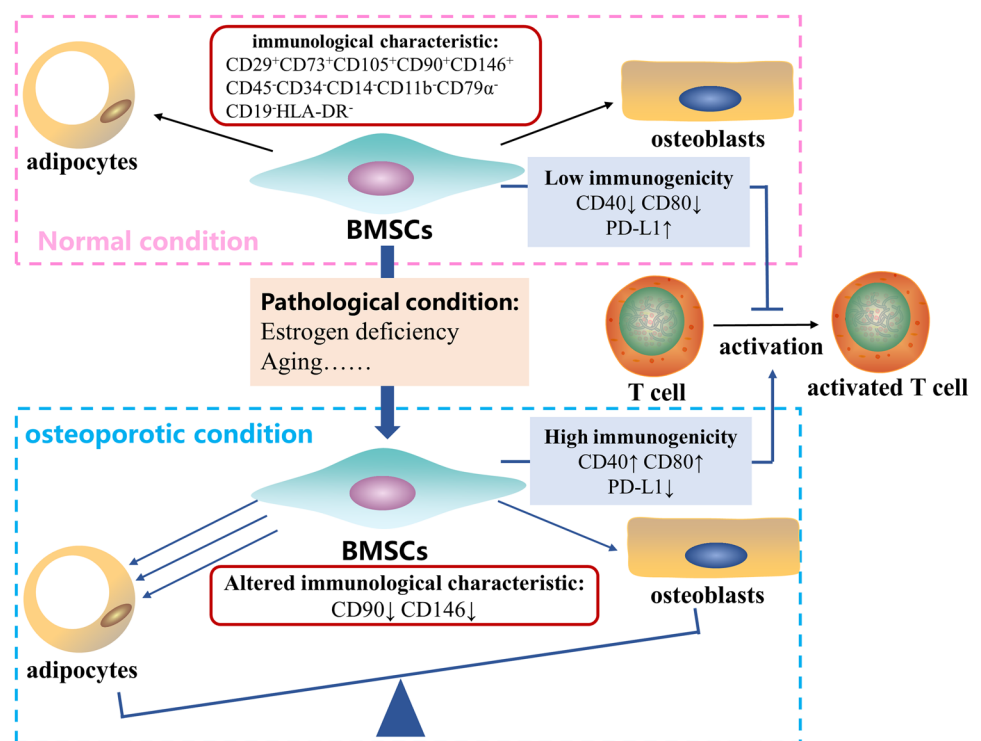 immunological characteristic:
CD29⁺CD73⁺CD105⁺CD90⁺CD146⁺
CD45⁻CD34⁻CD14⁻CD11b⁻CD79α⁻
CD19⁻HLA-DR⁻
adipocytes
osteoblasts
BMSCs
Low immunogenicity
CD40↓ CD80↓
PD-L1↑
Normal condition
Pathological condition:
Estrogen deficiency
Aging……
T cell
activation
activated T cell
osteoporotic condition
High immunogenicity
CD40↑ CD80↑
PD-L1↓
BMSCs
Altered immunological characteristic:
CD90↓ CD146↓
adipocytes
osteoblasts